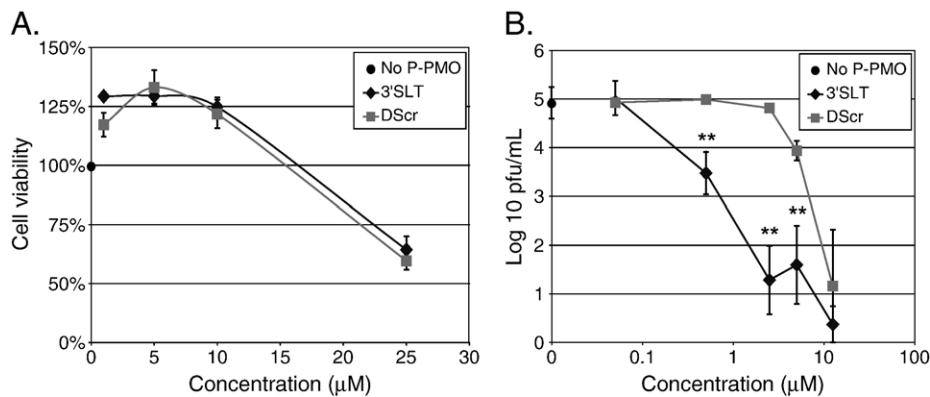 A.
150%
125%
100%
75%
50%
0%
Cell viability
No P-PMO
3'SLT
DScr
0
5
10
15
20
25
30
Concentration (μM)
B.
6
5
4
3
2
1
0
Log 10 pfu/mL
No P-PMO
3'SLT
DScr
**
**
**
0
0.1
1
10
100
Concentration (μM)